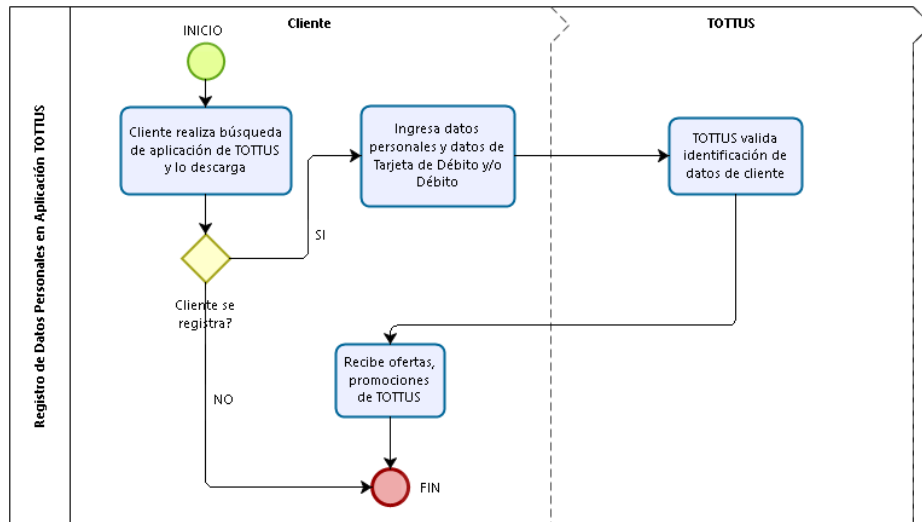 Registro de Datos Personales en Aplicación TOTTUS
Cliente
TOTTUS
INICIO
Cliente realiza búsqueda
de aplicación de TOTTUS
y lo descarga
Ingresa datos
personales y datos de
Tarjeta de Débito y/o
Débito
TOTTUS valida
identificación de
datos de cliente
SI
Cliente se
registra?
Recibe ofertas,
promociones
de TOTTUS
NO
FIN